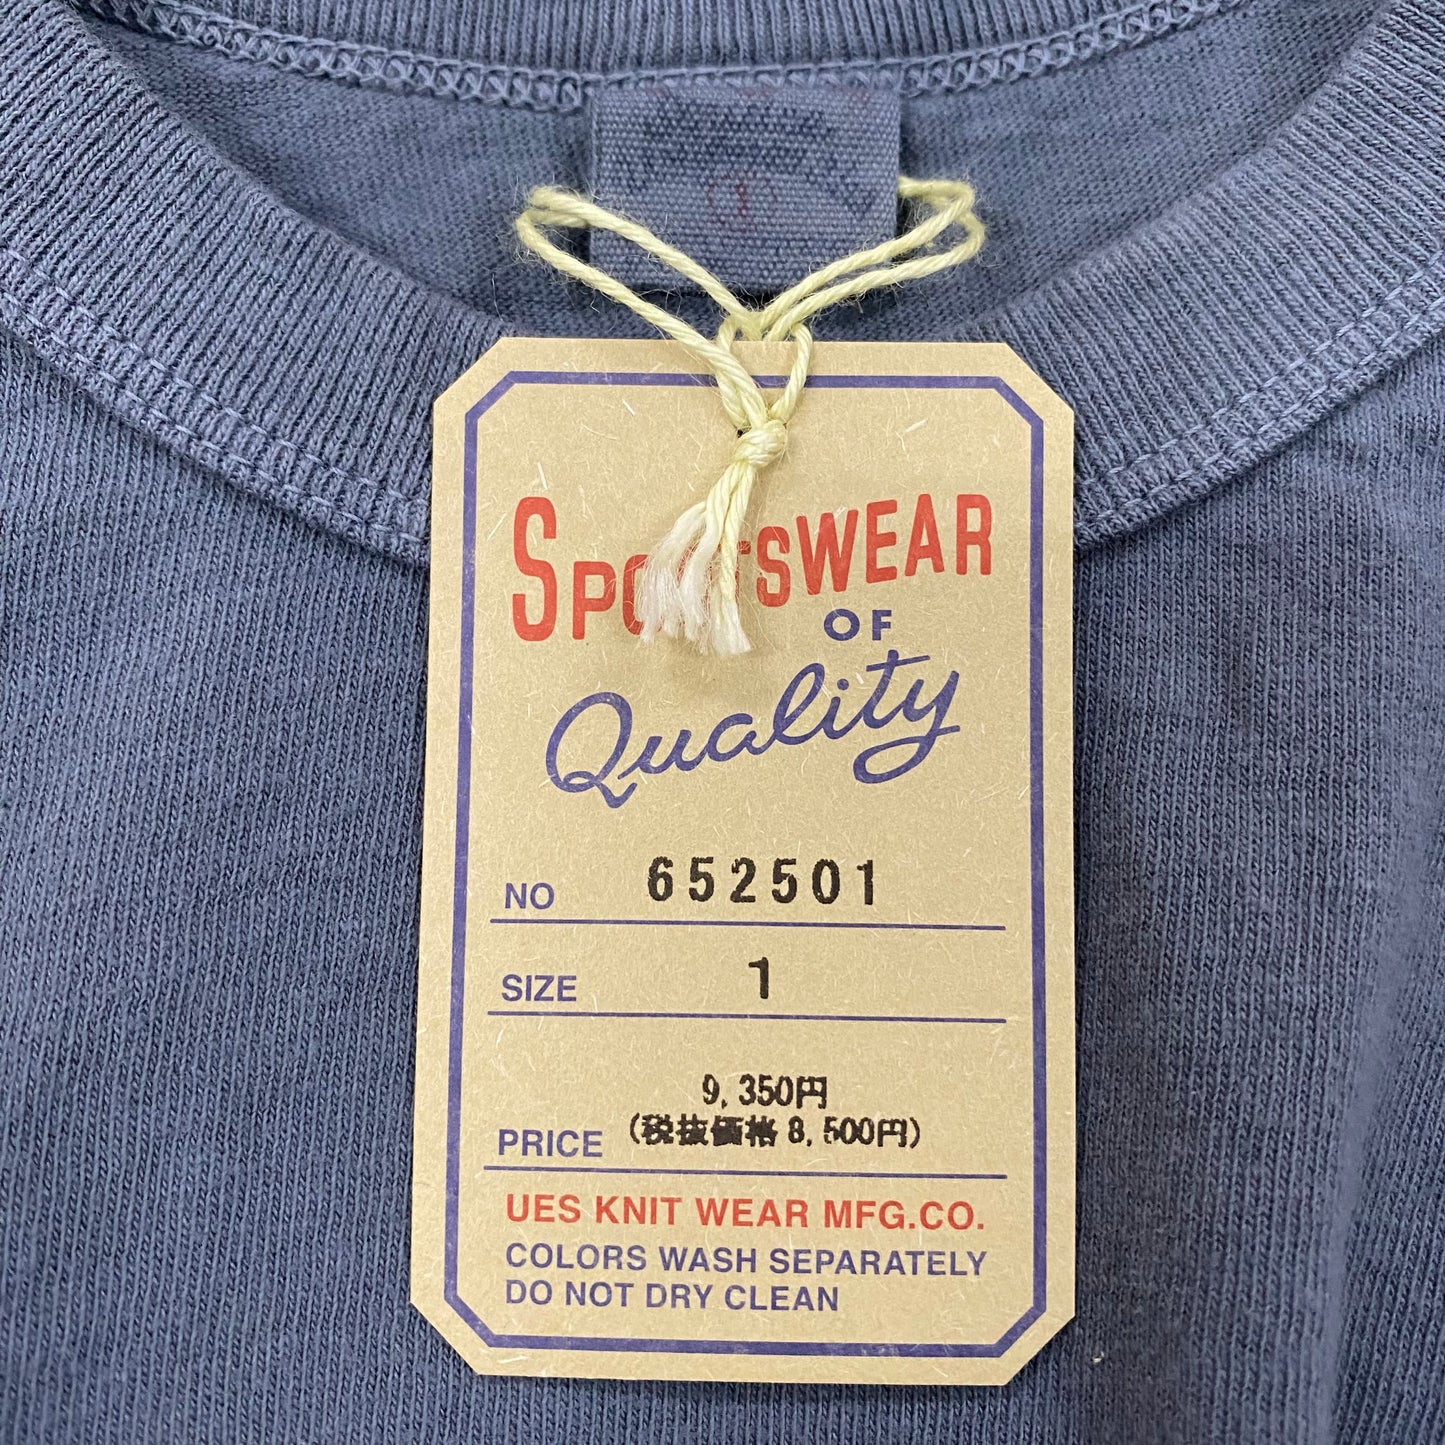 SPORTSWEAR
OF
Quality
NO 652501
SIZE 1
9,350円
PRICE (税抜価格 8,500円)
UES KNIT WEAR MFG.CO.
COLORS WASH SEPARATELY
DO NOT DRY CLEAN